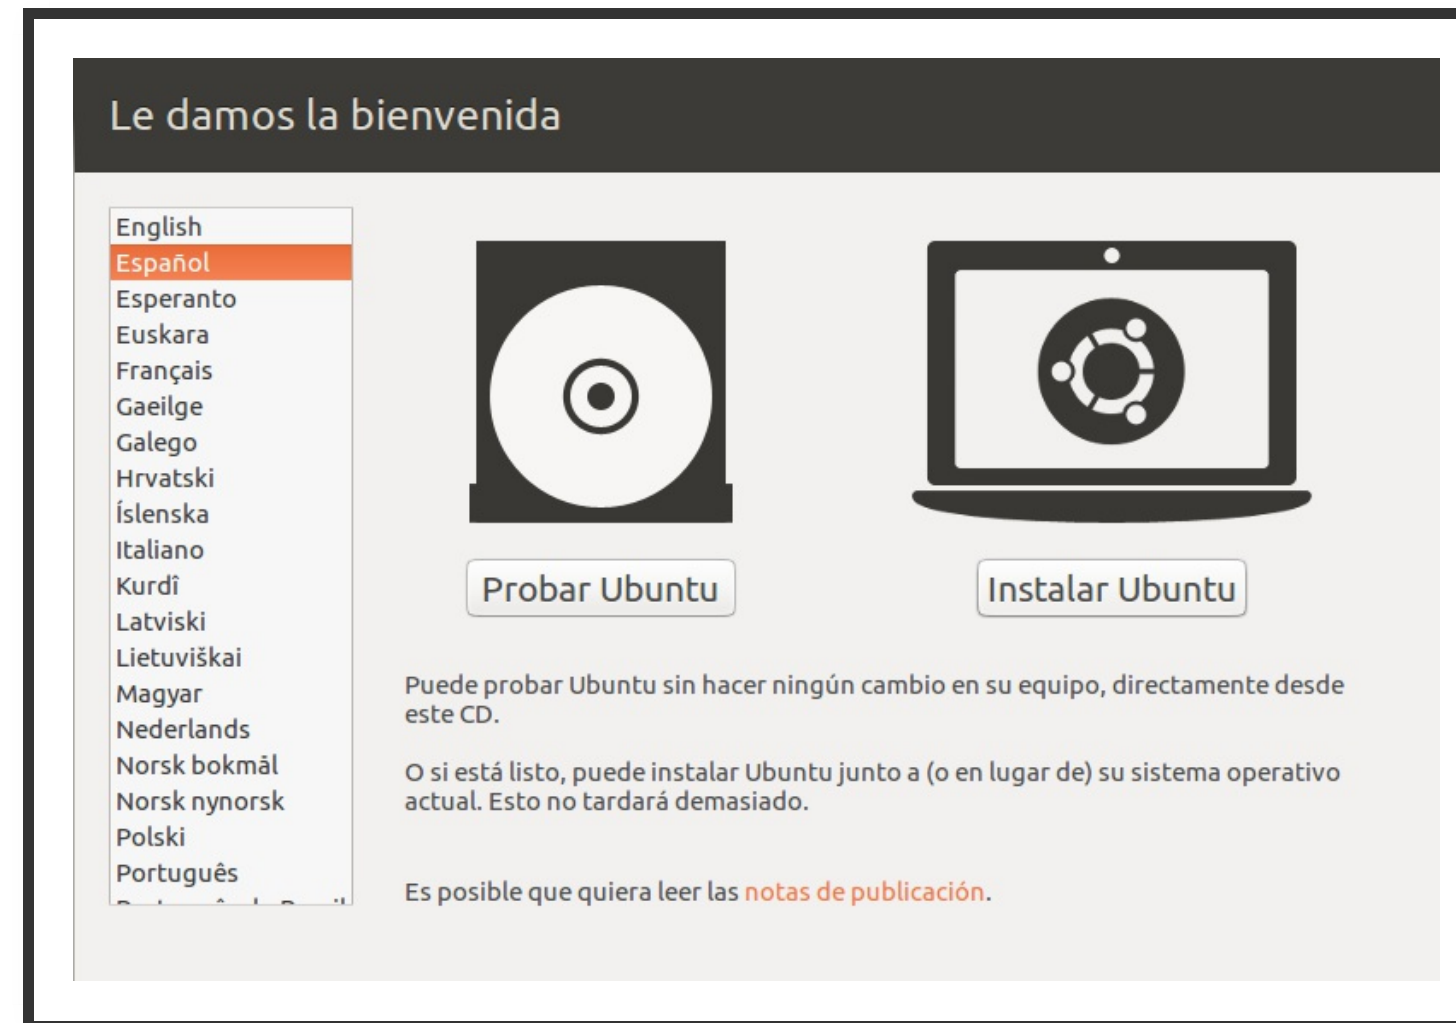 Le damos la bienvenida
English
Español
Esperanto
Euskara
Français
Gaeilge
Galego
Hrvatski
Íslenska
Italiano
Kurdî
Latviski
Lietuviškai
Magyar
Nederlands
Norsk bokmål
Norsk nynorsk
Polski
Português
Probar Ubuntu
Instalar Ubuntu
Puede probar Ubuntu sin hacer ningún cambio en su equipo, directamente desde
este CD.
O si está listo, puede instalar Ubuntu junto a (o en lugar de) su sistema operativo
actual. Esto no tardará demasiado.
Es posible que quiera leer las notas de publicación.